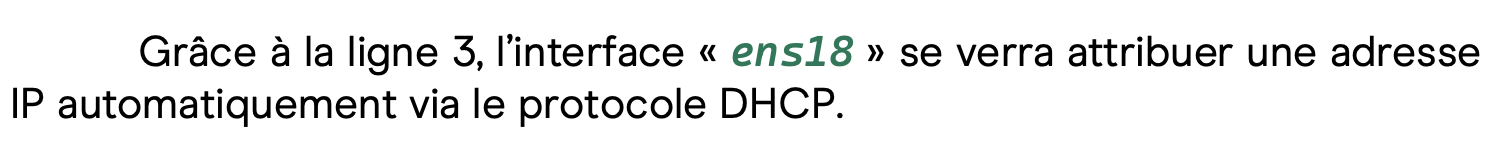 Grâce à la ligne 3, l’interface « ens18 » se verra attribuer une adresse
IP automatiquement via le protocole DHCP.